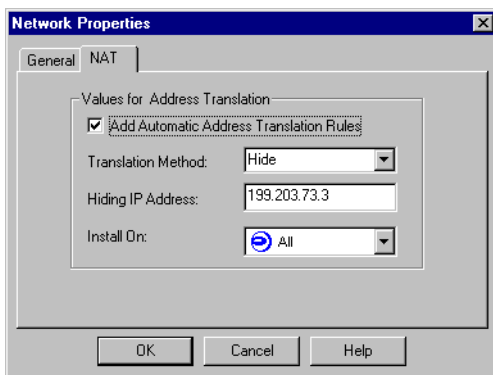 Network Properties
General NAT
Values for Address Translation
Add Automatic Address Translation Rules
Translation Method: Hide
Hiding IP Address: 199.203.73.3
Install On: All
OK Cancel Help